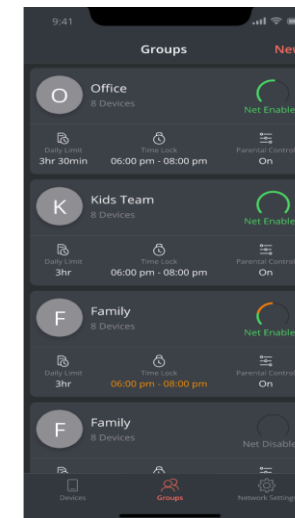 9:41
Groups
New
O
Office
8 Devices
Net Enable
Daily Limit
Time Lock
Parental Control
3hr 30min
06:00 pm - 08:00 pm
On
K
Kids Team
8 Devices
Net Enable
Daily Limit
Time Lock
Parental Control
3hr
06:00 pm - 08:00 pm
On
F
Family
8 Devices
Net Enable
Daily Limit
Time Lock
Parental Control
3hr
06:00 pm - 08:00 pm
On
F
Family
8 Devices
Net Disable
Devices
Groups
Network Settings